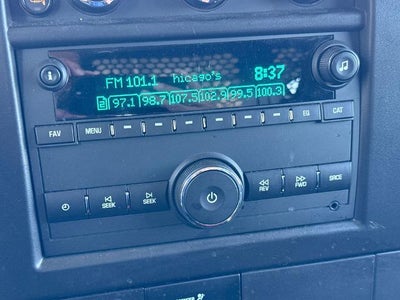 FM 101.1 hicago's 8:37
97.1 98.7 107.5 102.9 99.5 100.3
FAV MENU EQ CAT
SEEK SEEK REV FWD SRCE